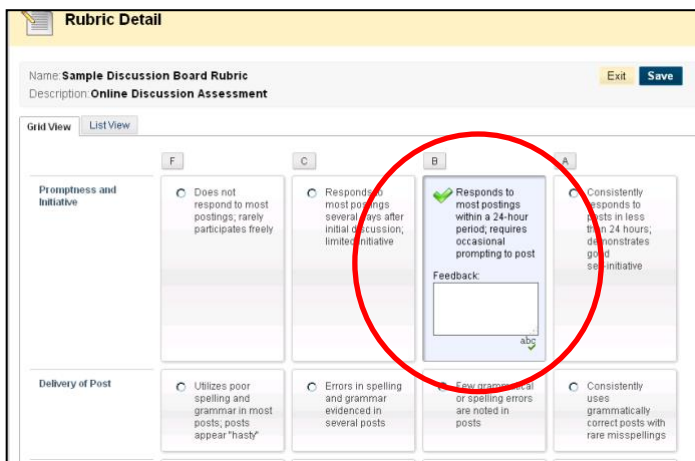 Rubric Detail
Name: Sample Discussion Board Rubric
Exit Save
Description: Online Discussion Assessment
Grid View List View
F C B A
Promptness and
Initiative
Does not
respond to most
postings; rarely
participates freely
Responds to
most postings
several days after
initial discussion;
limited initiative
Responds to
most postings
within a 24-hour
period; requires
occasional
prompting to post
Feedback:
abc
Consistently
responds to
posts in less
than 24 hours;
demonstrates
good
self-initiative
Delivery of Post
Utilizes poor
spelling and
grammar in most
posts; posts
appear "hasty"
Errors in spelling
and grammar
evidenced in
several posts
Few grammatical
or spelling errors
are noted in
posts
Consistently
uses
grammatically
correct posts with
rare misspellings